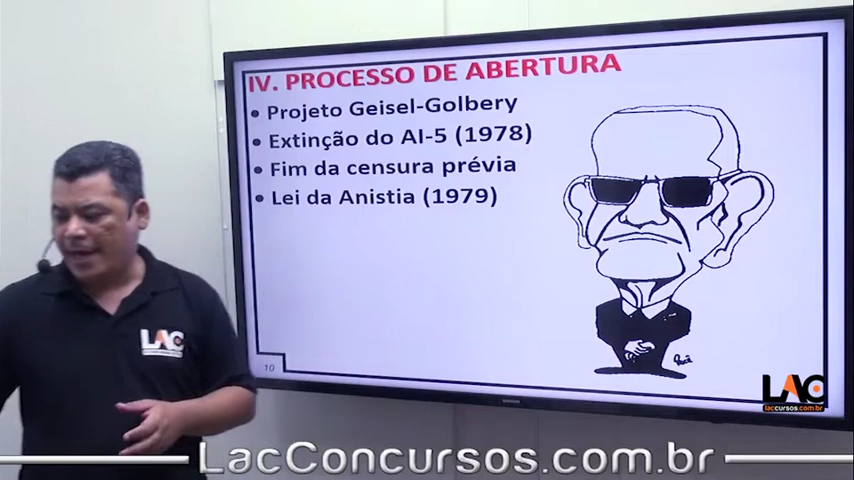 IV. PROCESSO DE ABERTURA
• Projeto Geisel-Golbery
• Extinção do AI-5 (1978)
• Fim da censura prévia
• Lei da Anistia (1979)
10
LAC
LAC
laccursos.com.br
LacConcursos.com.br